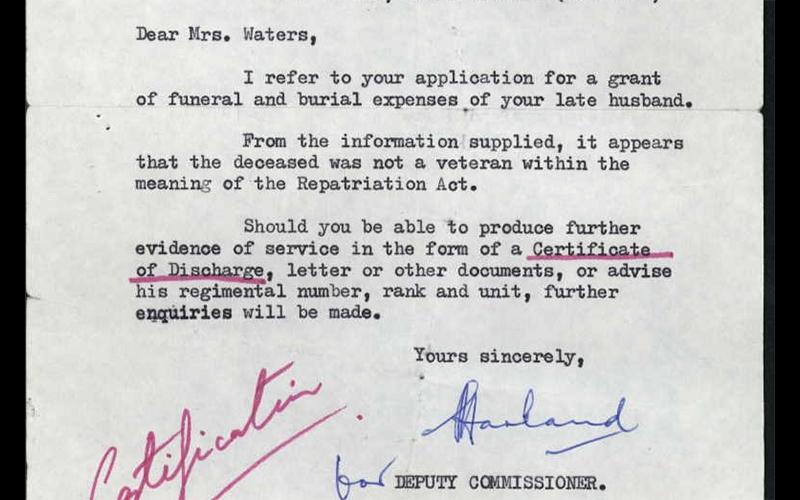 Dear Mrs. Waters,
I refer to your application for a grant
of funeral and burial expenses of your late husband.
From the information supplied, it appears
that the deceased was not a veteran within the
meaning of the Repatriation Act.
Should you be able to produce further
evidence of service in the form of a Certificate
of Discharge, letter or other documents, or advise
his regimental number, rank and unit, further
enquiries will be made.
Yours sincerely,
Harland
for DEPUTY COMMISSIONER.